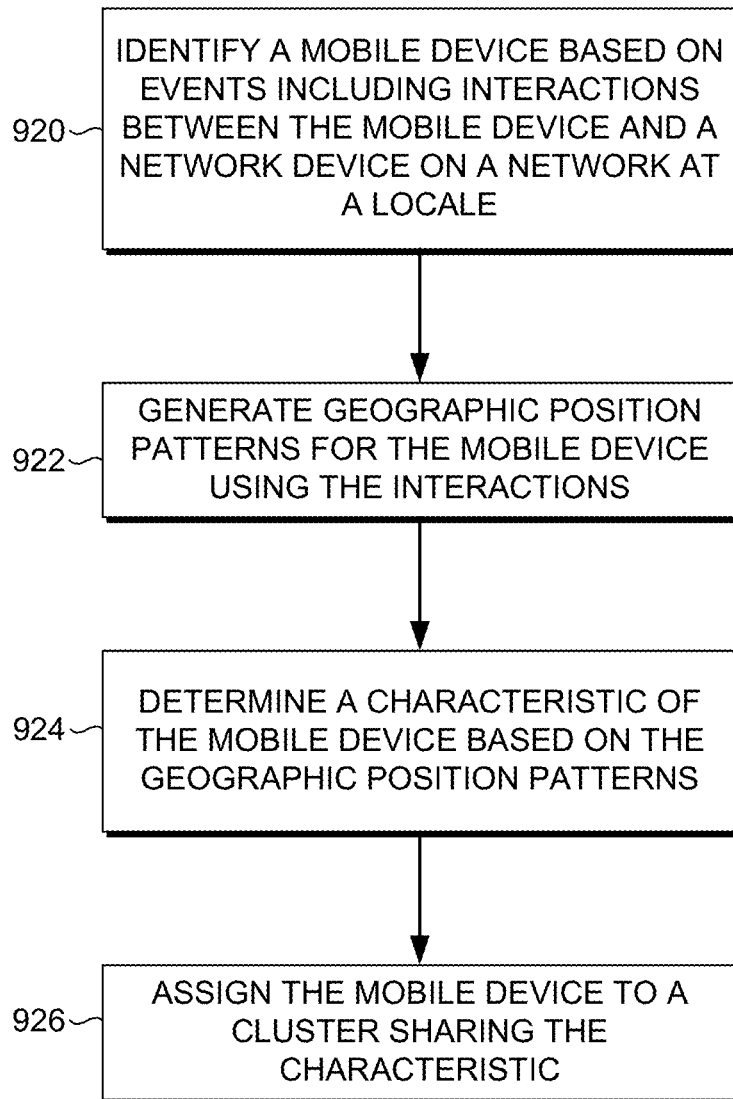 IDENTIFY A MOBILE DEVICE BASED ON
EVENTS INCLUDING INTERACTIONS
920 BETWEEN THE MOBILE DEVICE AND A
NETWORK DEVICE ON A NETWORK AT
A LOCALE
GENERATE GEOGRAPHIC POSITION
922 PATTERNS FOR THE MOBILE DEVICE
USING THE INTERACTIONS
DETERMINE A CHARACTERISTIC OF
924 THE MOBILE DEVICE BASED ON THE
GEOGRAPHIC POSITION PATTERNS
ASSIGN THE MOBILE DEVICE TO A
926 CLUSTER SHARING THE
CHARACTERISTIC